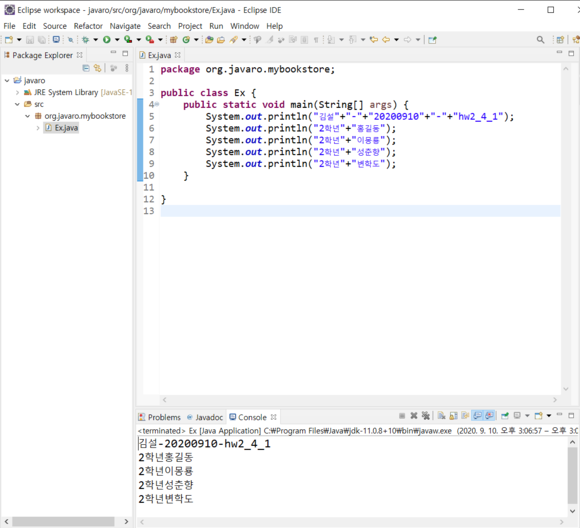 Eclipse workspace - javaro/src/org/javaro/mybookstore/Ex.java - Eclipse IDE
File Edit Source Refactor Navigate Search Project Run Window Help
Package Explorer
javaro
JRE System Library [JavaSE-1
src
org.javaro.mybookstore
Ex.java
Ex.java
1 package org.javaro.mybookstore;
2
3 public class Ex {
4 public static void main(String[] args) {
5 System.out.println("김설"+"-"+"20200910"+"-"+"hw2_4_1");
6 System.out.println("2학년"+"홍길동");
7 System.out.println("2학년"+"이몽룡");
8 System.out.println("2학년"+"성춘향");
9 System.out.println("2학년"+"변학도");
10 }
11
12 }
13
Problems Javadoc Console
<terminated> Ex [Java Application] C:₩Program Files₩Java₩jdk-11.0.8+10₩bin₩javaw.exe (2020. 9. 10. 오후 3:06:57 – 오후 3:0
김설-20200910-hw2_4_1
2학년홍길동
2학년이몽룡
2학년성춘향
2학년변학도